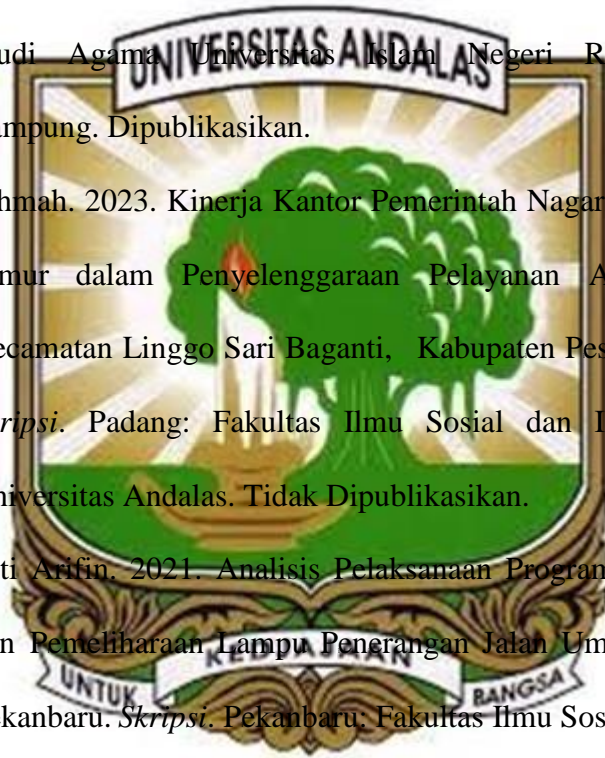 UNIVERSITAS ANDALAS
udi Agama Universitas Islam Negeri R
ampung. Dipublikasikan.
hmah. 2023. Kinerja Kantor Pemerintah Nagar
mur dalam Penyelenggaraan Pelayanan A
ecamatan Linggo Sari Baganti, Kabupaten Pes
ripsi. Padang: Fakultas Ilmu Sosial dan I
niversitas Andalas. Tidak Dipublikasikan.
ti Arifin. 2021. Analisis Pelaksanaan Program
n Pemeliharaan Lampu Penerangan Jalan Um
KEDJAJAAN
UNTUK BANGSA
kanbaru. Skripsi. Pekanbaru: Fakultas Ilmu Sos